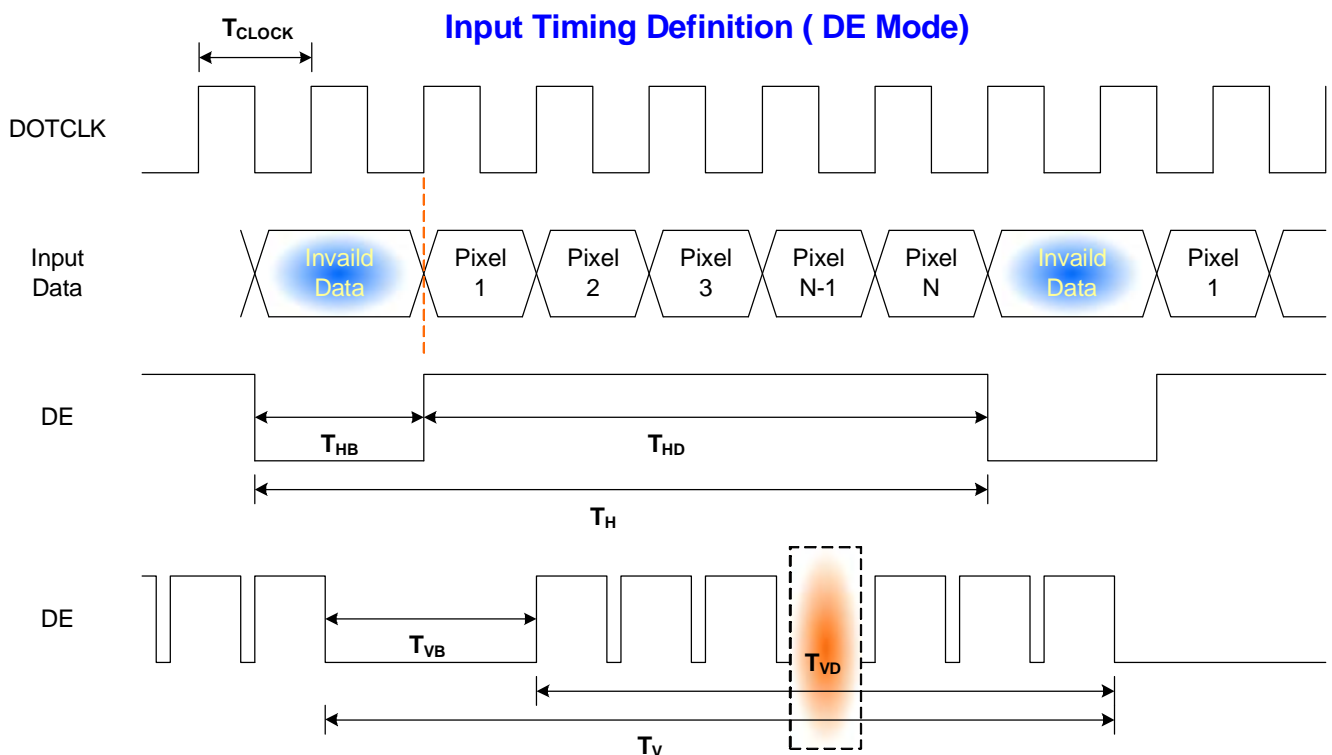 Input Timing Definition ( DE Mode)
TCLOCK
DOTCLK
Input
Data
Invaild
Data
Pixel
1
Pixel
2
Pixel
3
Pixel
N-1
Pixel
N
Invaild
Data
Pixel
1
DE
THB
THD
TH
DE
TVB
TVD
TV